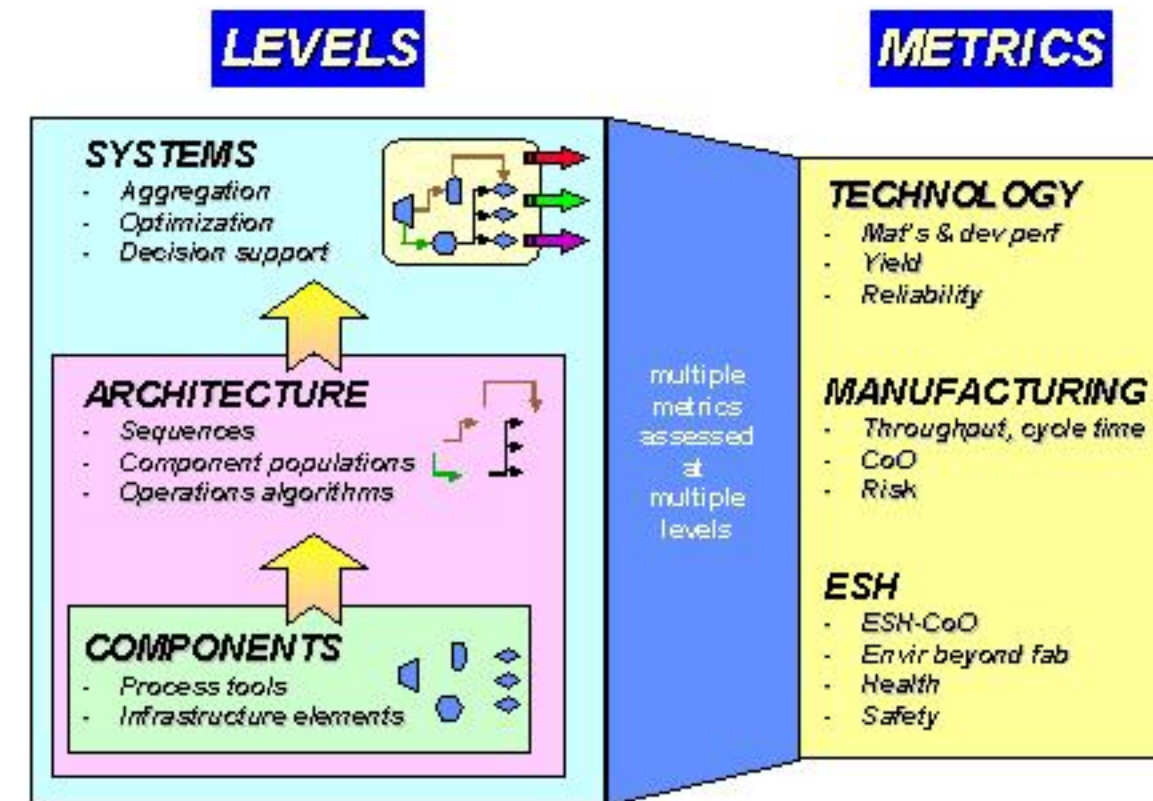 LEVELS
METRICS
SYSTEMS
- Aggregation
- Optimization
- Decision support
ARCHITECTURE
- Sequences
- Component populations
- Operations algorithms
COMPONENTS
- Process tools
- Infrastructure elements
multiple
metrics
assessed
at
multiple
levels
TECHNOLOGY
- Mat's & dev perf
- Yield
- Reliability
MANUFACTURING
- Throughput, cycle time
- CoO
- Risk
ESH
- ESH-CoO
- Envir beyond fab
- Health
- Safety